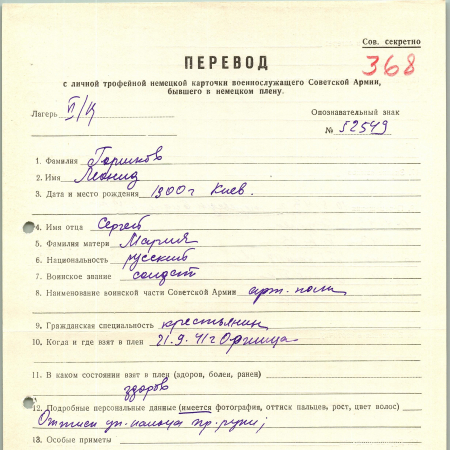 Сов. секретно
ПЕРЕВОД
368
с личной трофейной немецкой карточки военнослужащего Советской Армии,
бывшего в немецком плену.
Лагерь VI/К
Опознавательный знак
№ 52549
1. Фамилия Горшков
2. Имя Леонид
3. Дата и место рождения 1900 г Киев.
4. Имя отца Сергей
5. Фамилия матери Мария
6. Национальность русский
7. Воинское звание солдат
8. Наименование воинской части Советской Армии арт. полк
9. Гражданская специальность крестьянин
10. Когда и где взят в плен 21.9.41 г Оржица
11. В каком состоянии взят в плен (здоров, болен, ранен)
здоров
12. Подробные персональные данные (имеется фотография, оттиск пальцев, рост, цвет волос)
Оттиск ук. пальца пр. руки;
13. Особые приметы